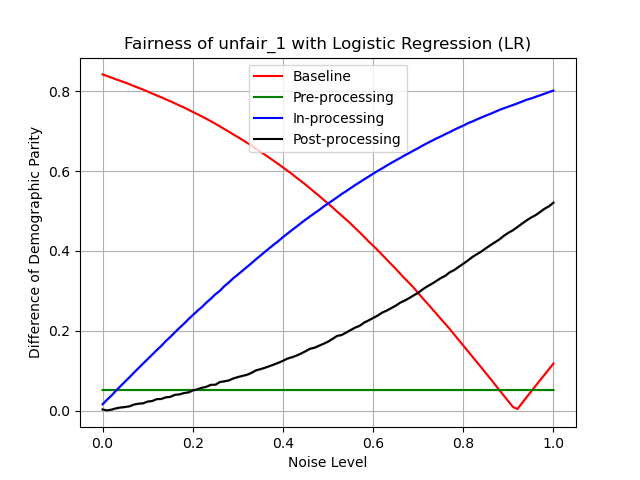 Fairness of unfair_1 with Logistic Regression (LR)
Baseline
Pre-processing
In-processing
Post-processing
Difference of Demographic Parity
0.8
0.6
0.4
0.2
0.0
0.0 0.2 0.4 0.6 0.8 1.0
Noise Level